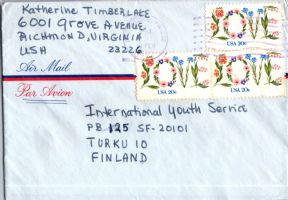 Katherine Timberlake
6001 Grove Avenue
Richmond, Virginia
USA 23226
Air Mail
Par Avion
USA 20c
USA 20c
USA 20c
International Youth Service
PB 125 SF-20101
TURKU 10
FINLAND